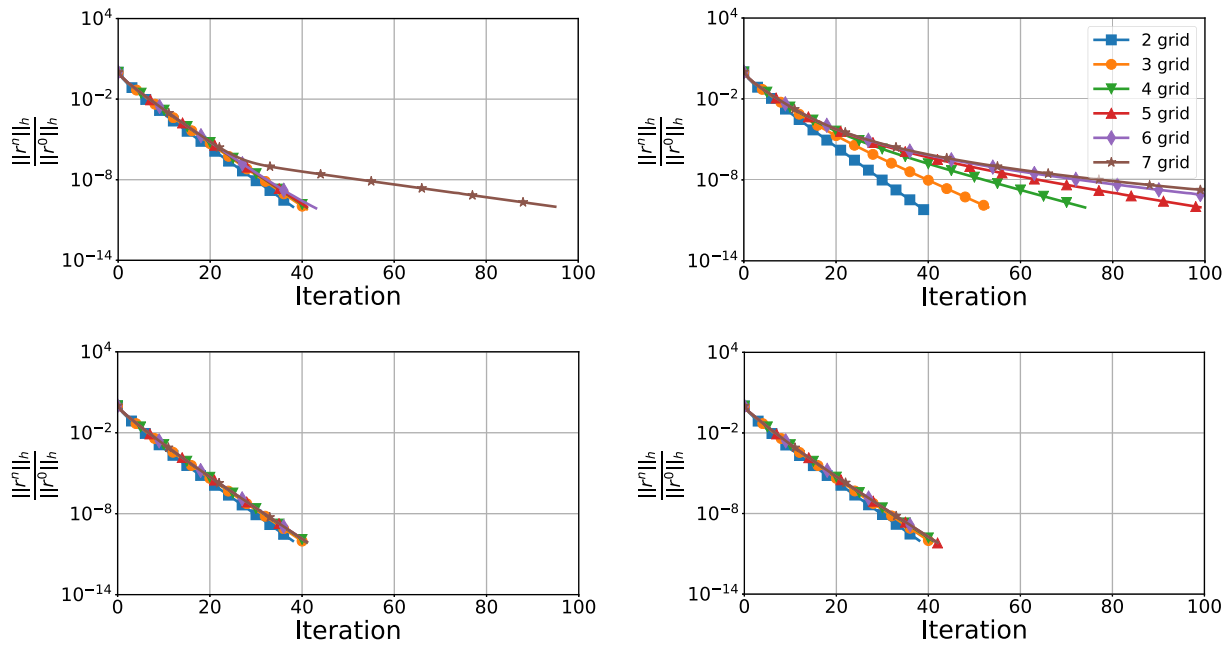 10^4
10^-2
10^-8
10^-14
||r^n||_h
||r^0||_h
0 20 40 60 80 100
Iteration
10^4
10^-2
10^-8
10^-14
||r^n||_h
||r^0||_h
0 20 40 60 80 100
Iteration
2 grid
3 grid
4 grid
5 grid
6 grid
7 grid
10^4
10^-2
10^-8
10^-14
||r^n||_h
||r^0||_h
0 20 40 60 80 100
Iteration
10^4
10^-2
10^-8
10^-14
||r^n||_h
||r^0||_h
0 20 40 60 80 100
Iteration